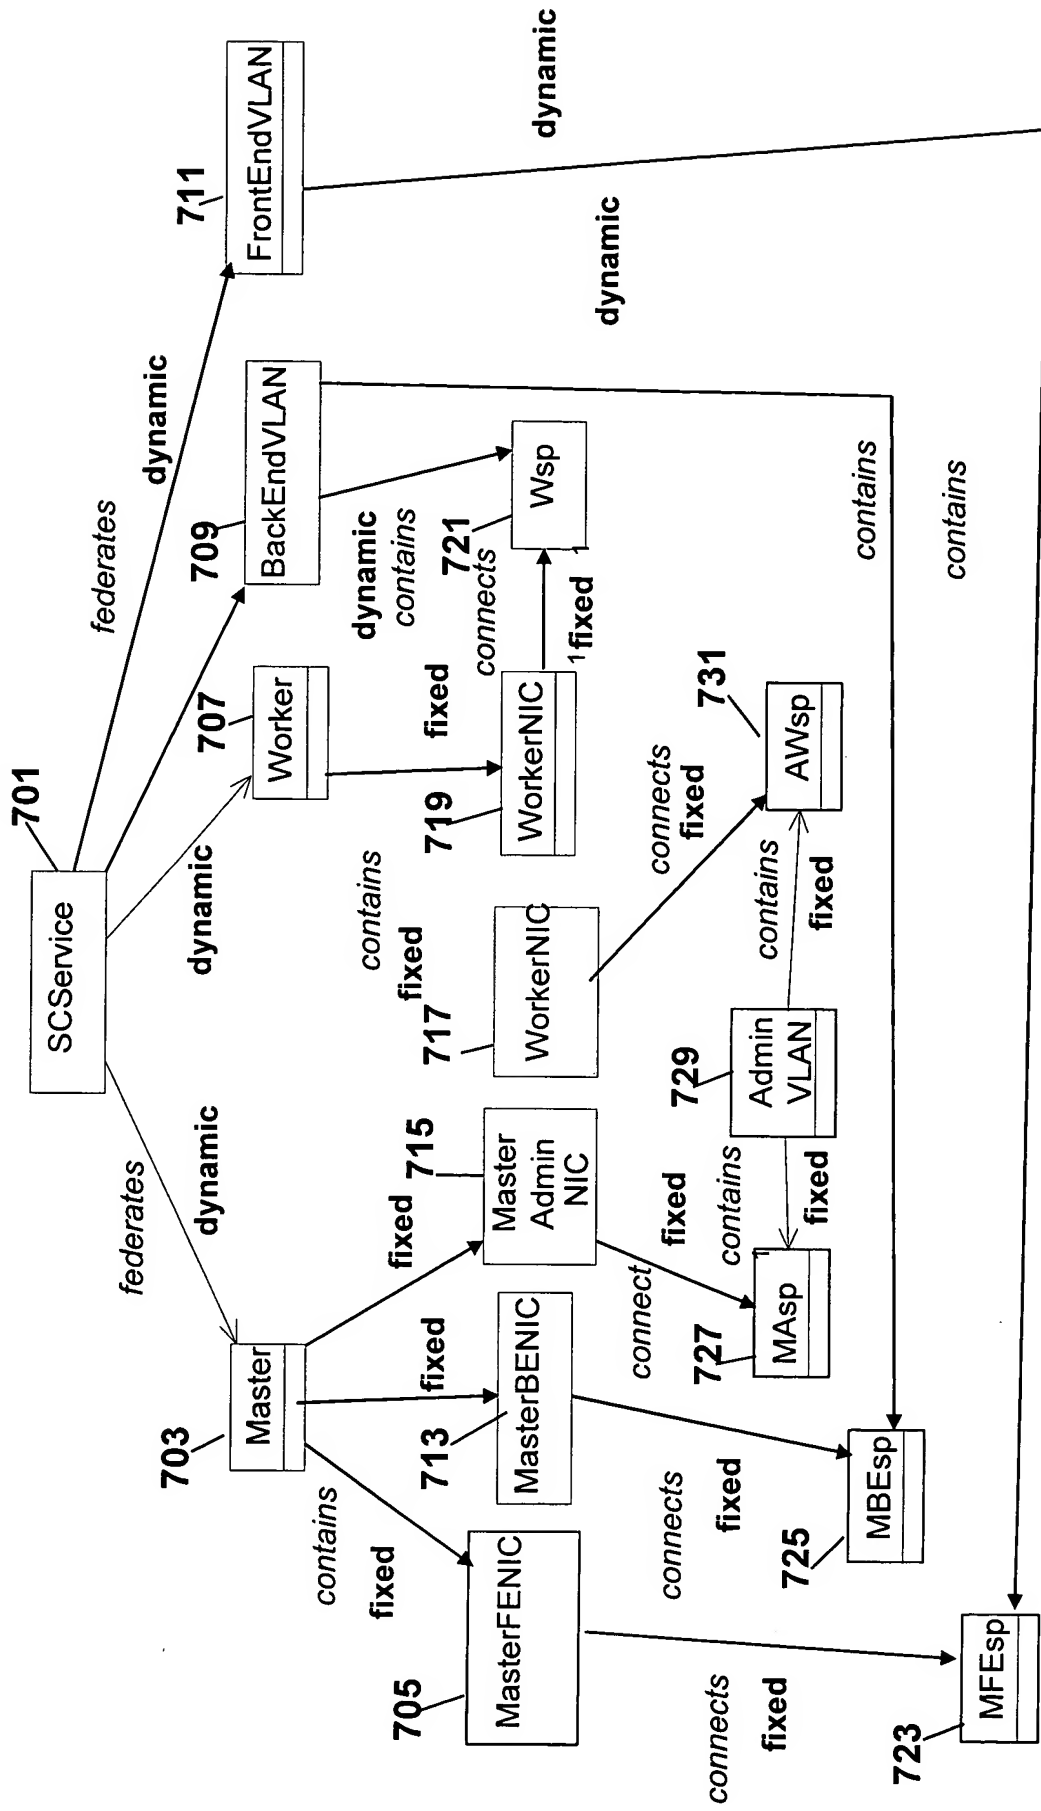 701
SCService
federates
dynamic
dynamic
federates
dynamic
703
Master
707
Worker
709
BackEndVLAN
711
FrontEndVLAN
contains
fixed
fixed
fixed
contains
fixed
fixed
dynamic
contains
connects
dynamic
dynamic
705
MasterFENIC
713
MasterBENIC
715
Master
Admin
NIC
717
WorkerNIC
719
WorkerNIC
1
fixed
1
721
Wsp
connects
fixed
connects
fixed
connect
fixed
contains
fixed
729
Admin
VLAN
contains
fixed
connects
fixed
731
AWsp
contains
contains
723
MFEsp
725
MBEsp
727
MAsp
1